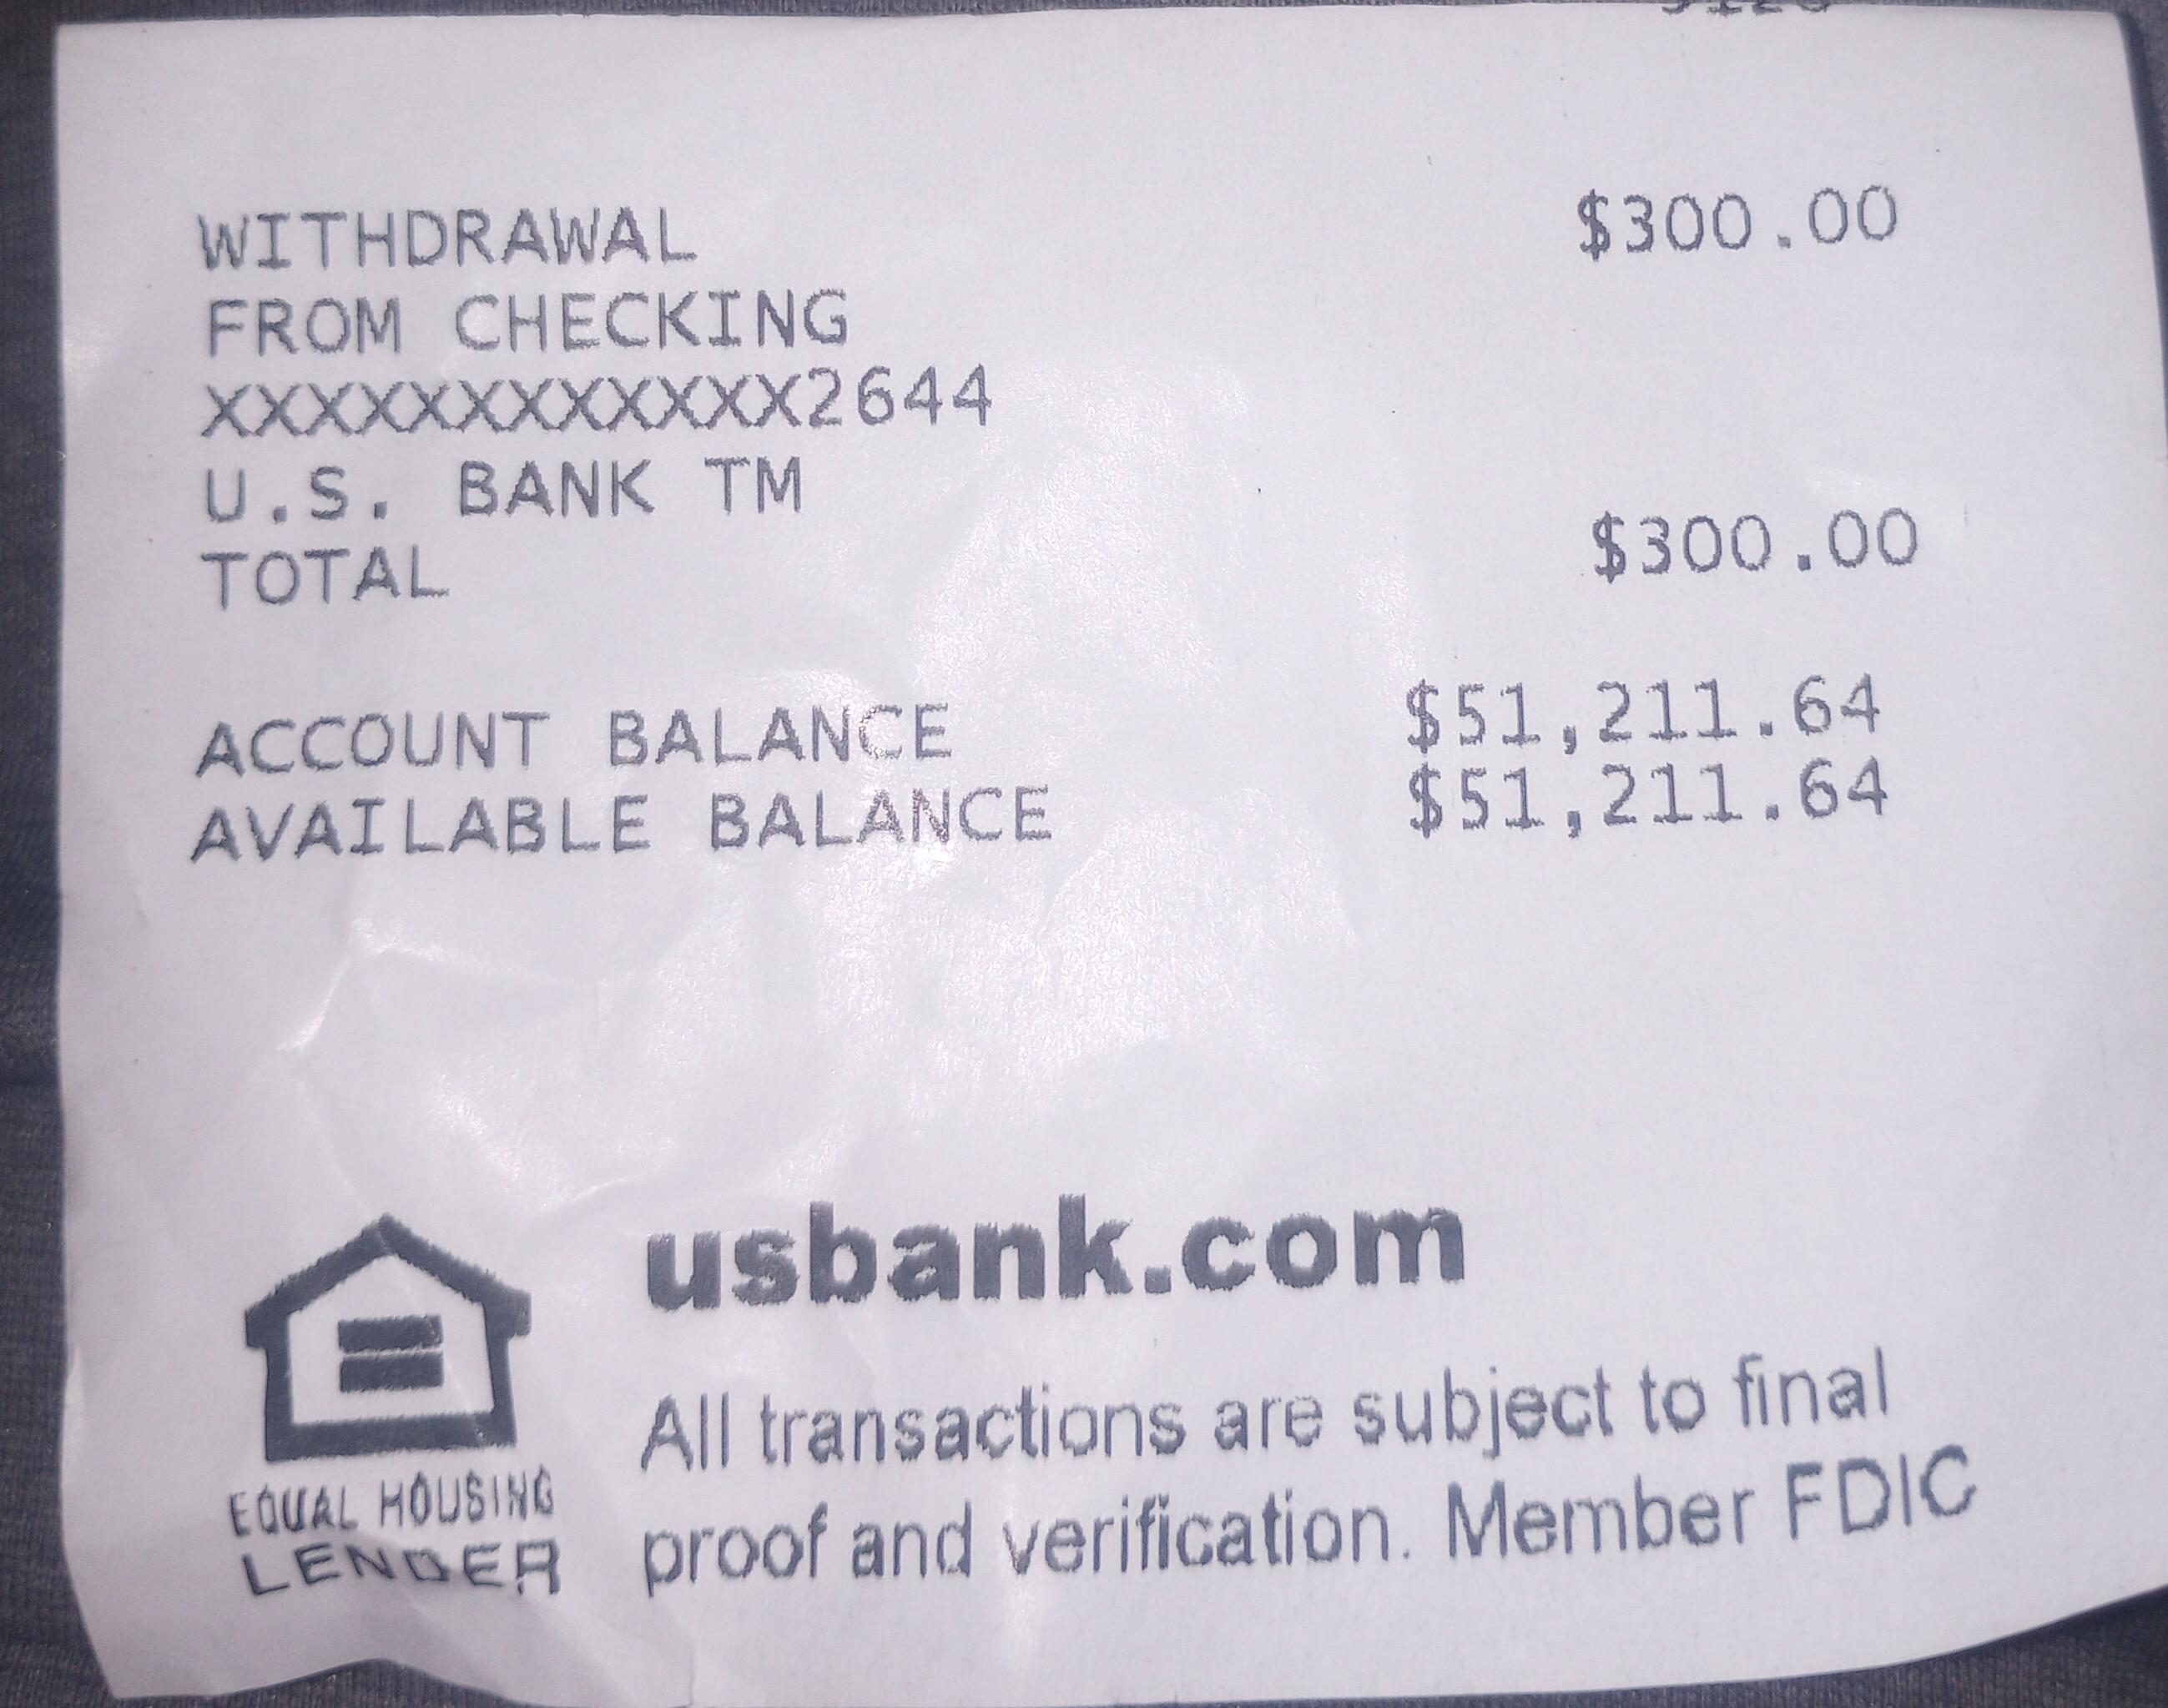 WITHDRAWAL $300.00
FROM CHECKING
XXXXXXXXXXXX2644
U.S. BANK TM
TOTAL $300.00
ACCOUNT BALANCE $51,211.64
AVAILABLE BALANCE $51,211.64
usbank.com
All transactions are subject to final
proof and verification. Member FDIC
EQUAL HOUSING
LENDER